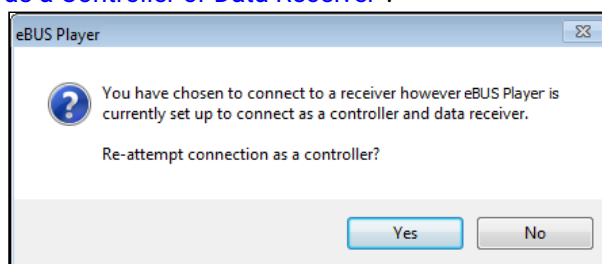 as a Controller or Data Receiver".
eBUS Player
You have chosen to connect to a receiver however eBUS Player is
currently set up to connect as a controller and data receiver.
Re-attempt connection as a controller?
Yes No